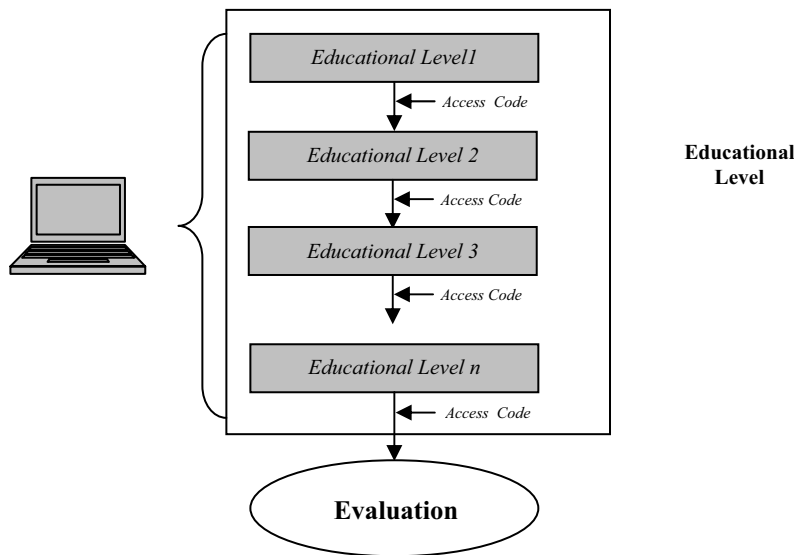 Educational Level1
Access Code
Educational Level 2
Access Code
Educational Level 3
Access Code
Educational Level n
Access Code
Evaluation
Educational
Level